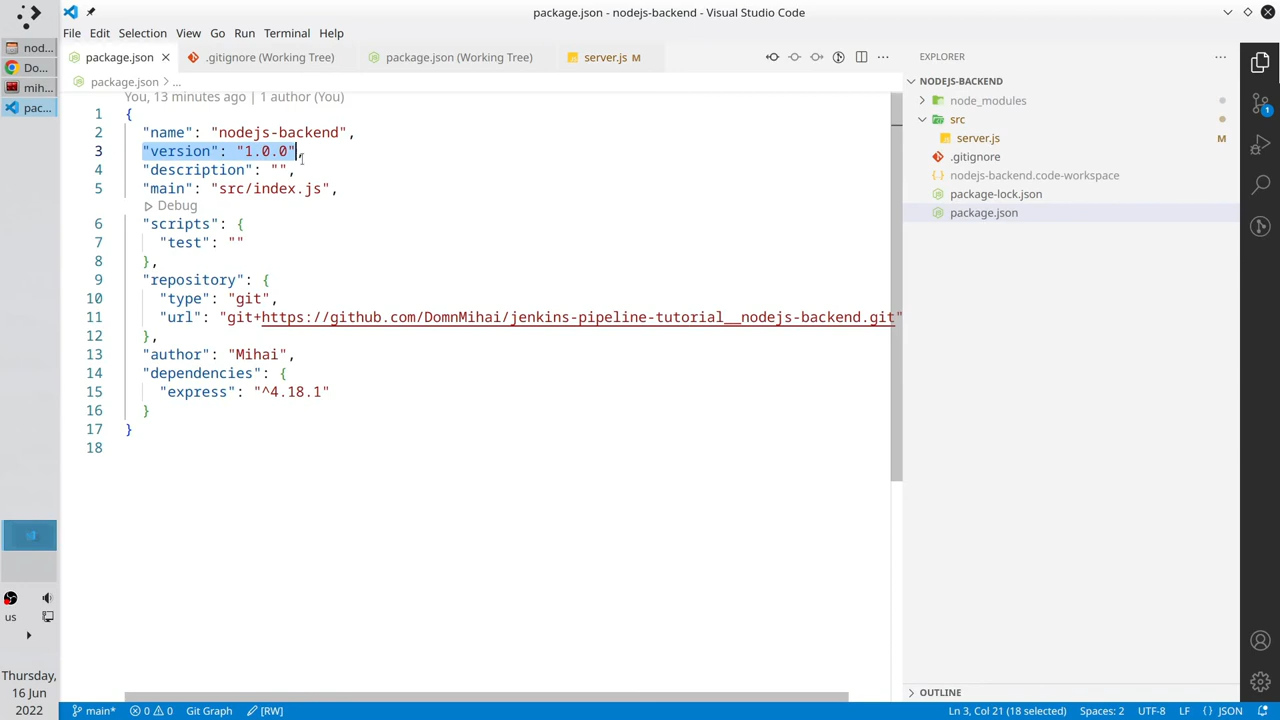 package.json - nodejs-backend - Visual Studio Code
File Edit Selection View Go Run Terminal Help
nod...
Do...
mih...
pac...
package.json
.gitignore (Working Tree)
package.json (Working Tree)
server.js M
package.json > ...
You, 13 minutes ago | 1 author (You)
1 {
2 "name": "nodejs-backend",
3 "version": "1.0.0",
4 "description": "",
5 "main": "src/index.js",
Debug
6 "scripts": {
7 "test": ""
8 },
9 "repository": {
10 "type": "git",
11 "url": "git+https://github.com/DomnMihai/jenkins-pipeline-tutorial__nodejs-backend.git"
12 },
13 "author": "Mihai",
14 "dependencies": {
15 "express": "^4.18.1"
16 }
17 }
18
EXPLORER
NODEJS-BACKEND
node_modules
src
server.js M
.gitignore
nodejs-backend.code-workspace
package-lock.json
package.json
OUTLINE
1
us
Thursday,
16 Jun
2022
main* 0 0 Git Graph [RW] Ln 3, Col 21 (18 selected) Spaces: 2 UTF-8 LF {} JSON